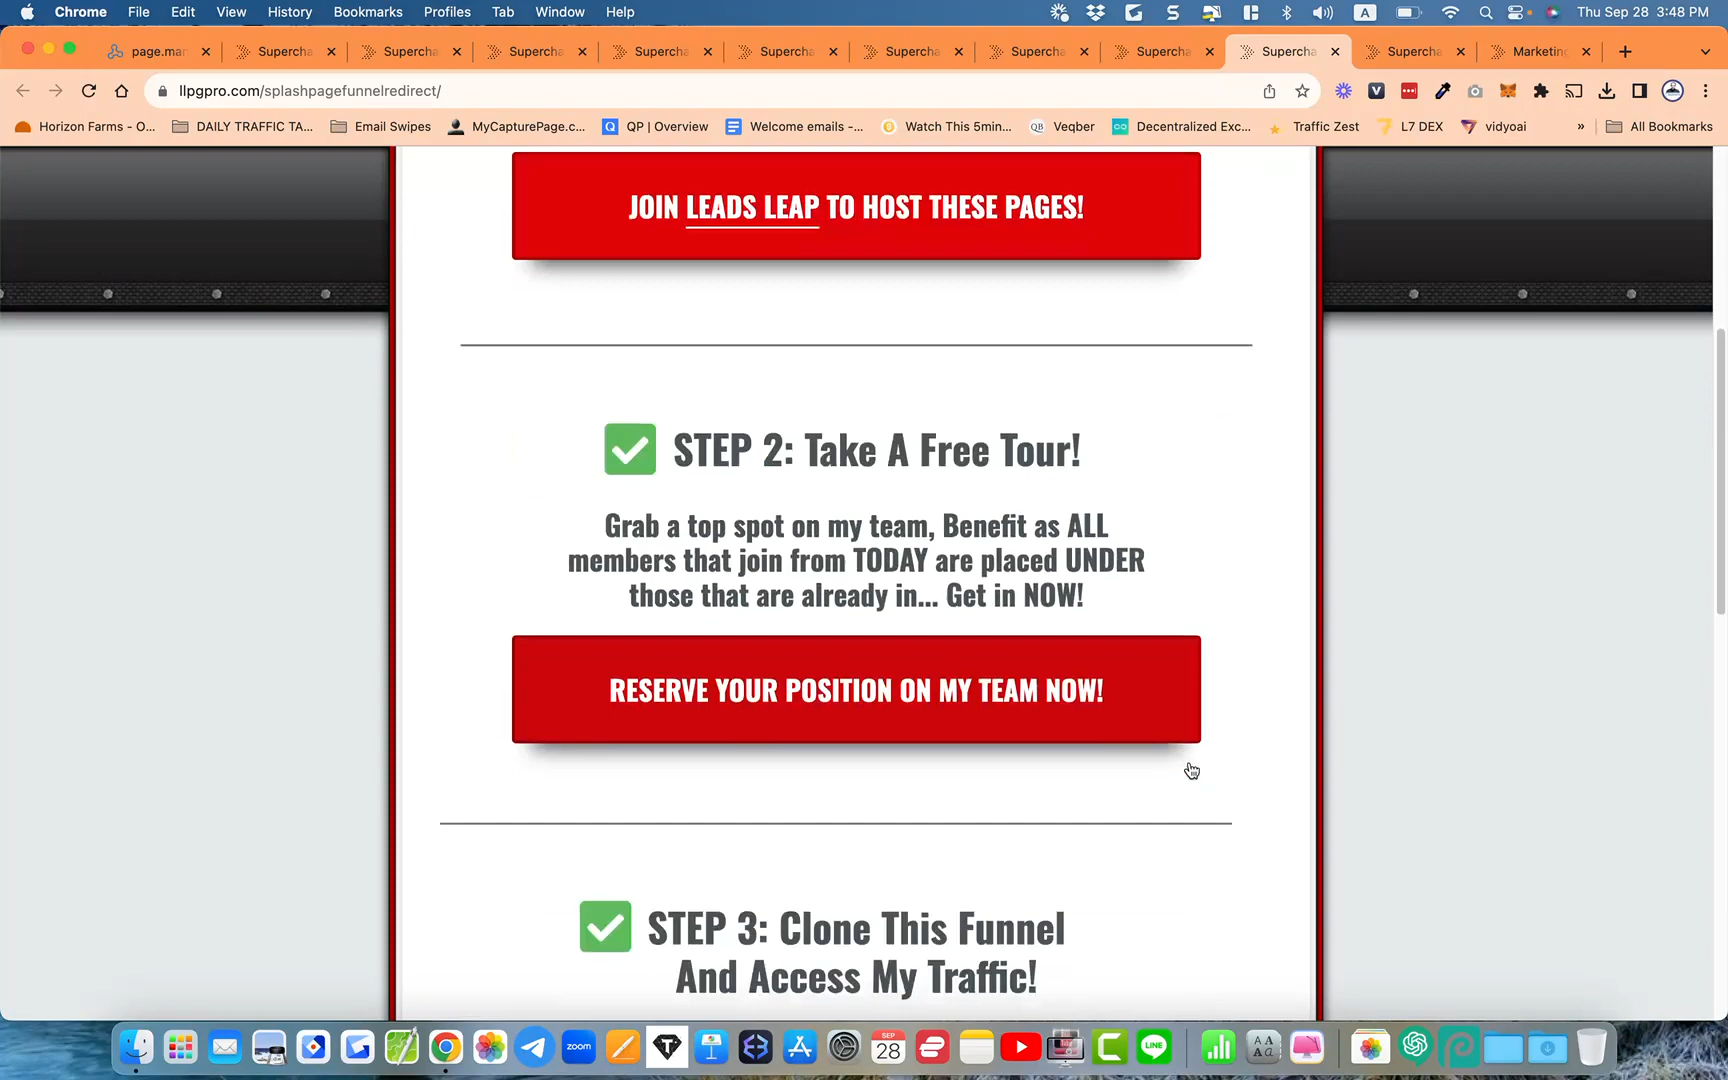 Chrome File Edit View History Bookmarks Profiles Tab Window Help A Thu Sep 28 3:48 PM
page.mar Supercha Supercha Supercha Supercha Supercha Supercha Supercha Supercha Supercha Supercha Marketing
llpgpro.com/splashpagefunnelredirect/
Horizon Farms - O... DAILY TRAFFIC TA... Email Swipes MyCapturePage.c... QP | Overview Welcome emails -... Watch This 5min... Veqber Decentralized Exc... Traffic Zest L7 DEX vidyoai » All Bookmarks
JOIN LEADS LEAP TO HOST THESE PAGES!
STEP 2: Take A Free Tour!
Grab a top spot on my team, Benefit as ALL
members that join from TODAY are placed UNDER
those that are already in... Get in NOW!
RESERVE YOUR POSITION ON MY TEAM NOW!
STEP 3: Clone This Funnel
And Access My Traffic!
zoom
SEP
28